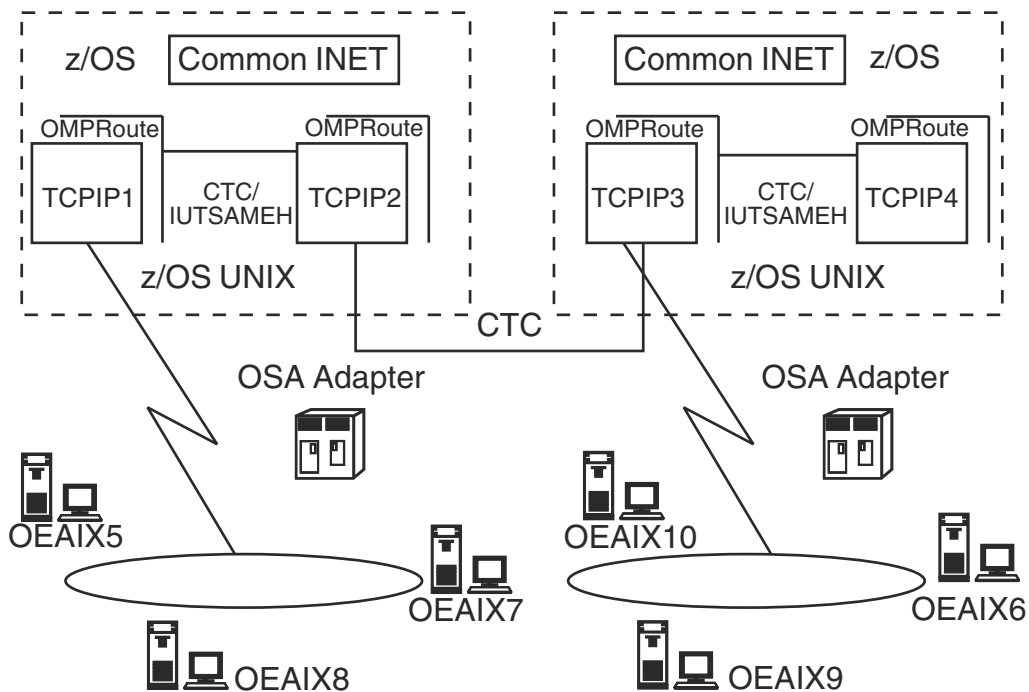 z/OS
Common INET
Common INET
z/OS
OMPRoute
OMPRoute
OMPRoute
OMPRoute
TCPIP1
CTC/
IUTSAMEH
TCPIP2
TCPIP3
CTC/
IUTSAMEH
TCPIP4
z/OS UNIX
z/OS UNIX
CTC
OSA Adapter
OSA Adapter
OEAIX5
OEAIX10
OEAIX7
OEAIX6
OEAIX8
OEAIX9